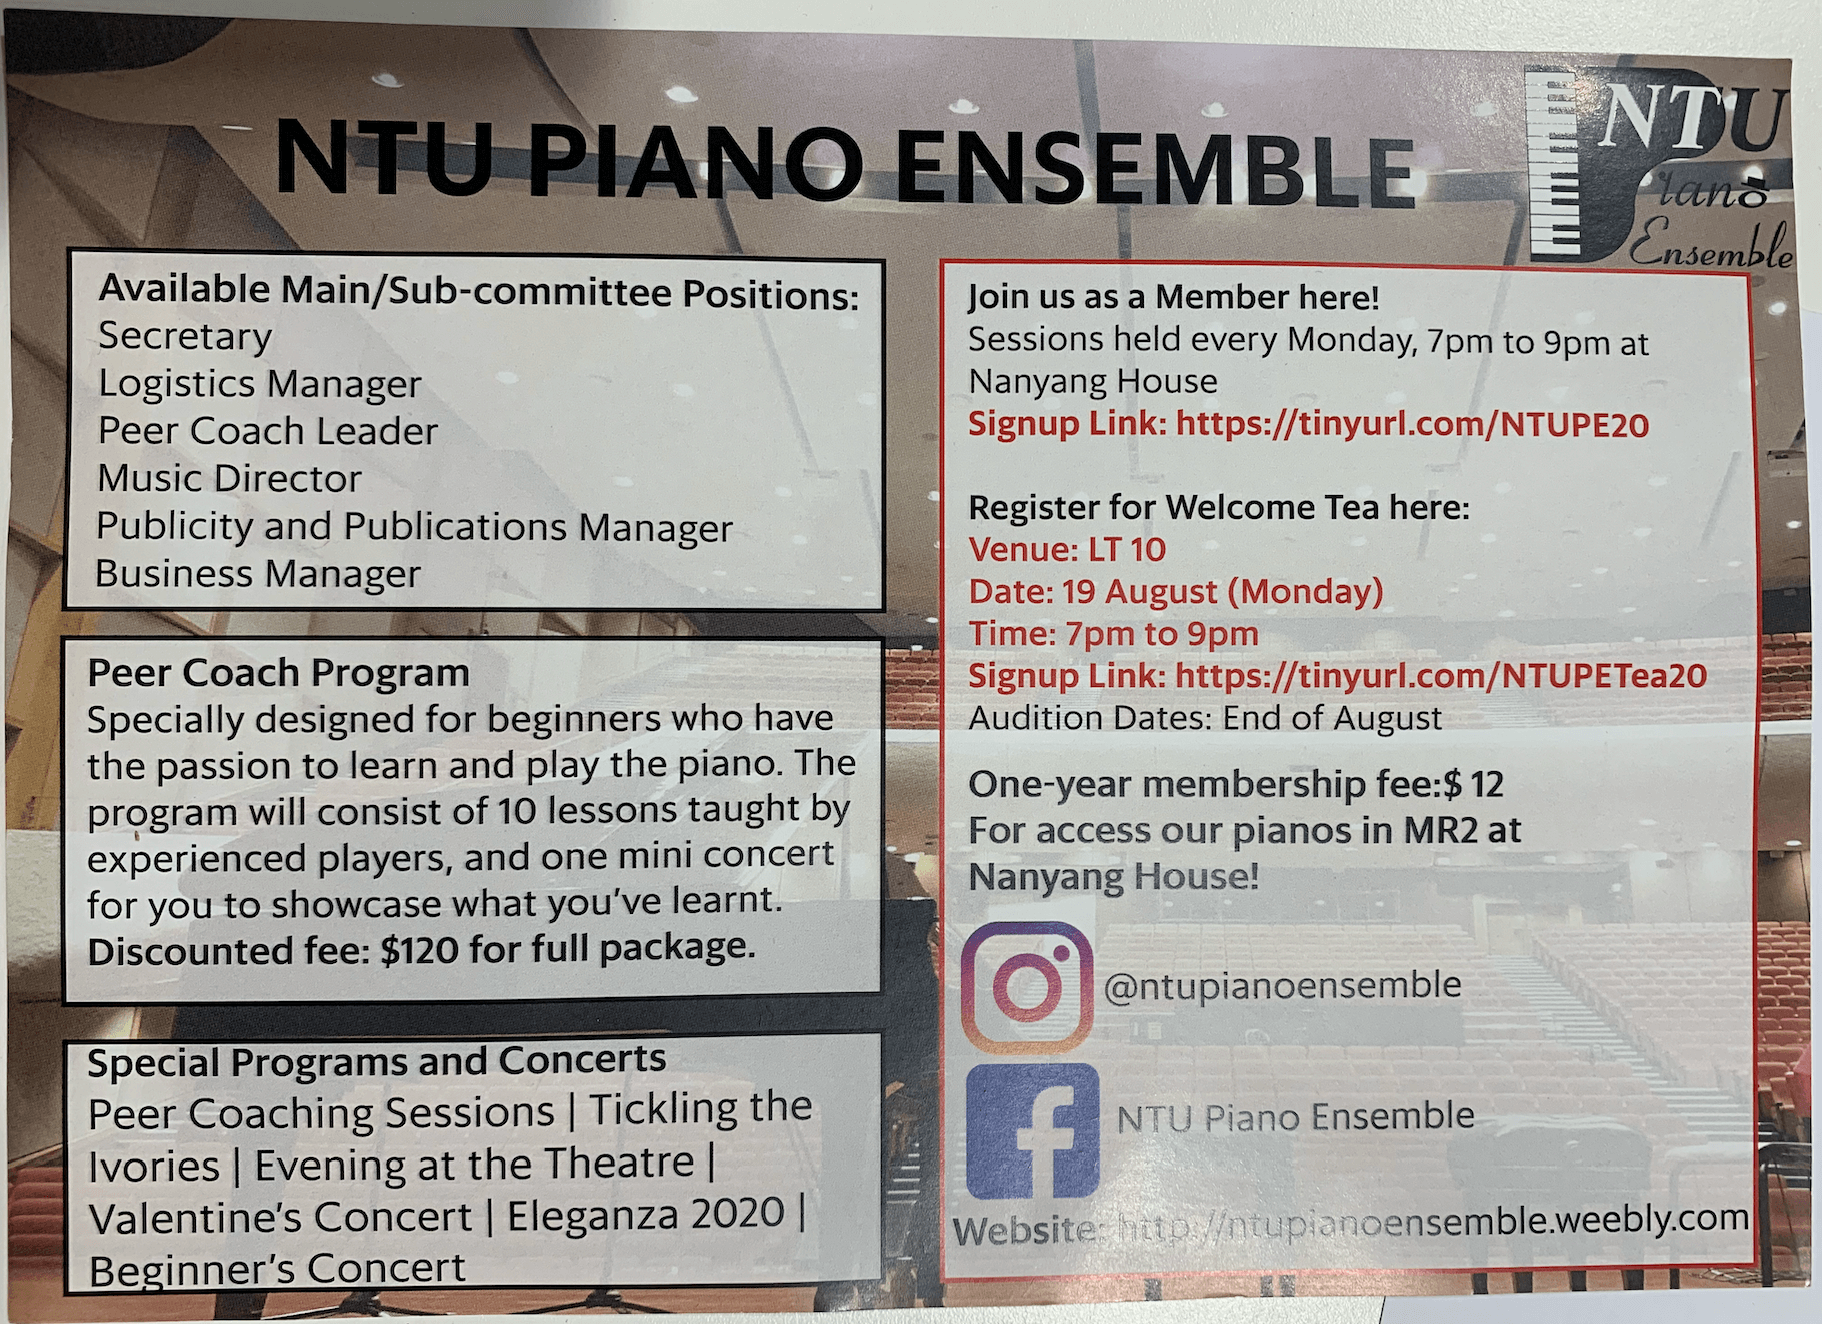 NTU PIANO ENSEMBLE
NTU
Piano
Ensemble
Available Main/Sub-committee Positions:
Secretary
Logistics Manager
Peer Coach Leader
Music Director
Publicity and Publications Manager
Business Manager
Peer Coach Program
Specially designed for beginners who have
the passion to learn and play the piano. The
program will consist of 10 lessons taught by
experienced players, and one mini concert
for you to showcase what you've learnt.
Discounted fee: $120 for full package.
Special Programs and Concerts
Peer Coaching Sessions | Tickling the
Ivories | Evening at the Theatre |
Valentine's Concert | Eleganza 2020 |
Beginner's Concert
Join us as a Member here!
Sessions held every Monday, 7pm to 9pm at
Nanyang House
Signup Link: https://tinyurl.com/NTUPE20
Register for Welcome Tea here:
Venue: LT 10
Date: 19 August (Monday)
Time: 7pm to 9pm
Signup Link: https://tinyurl.com/NTUPETea20
Audition Dates: End of August
One-year membership fee:$ 12
For access our pianos in MR2 at
Nanyang House!
@ntupianoensemble
NTU Piano Ensemble
Website: http://ntupianoensemble.weebly.com